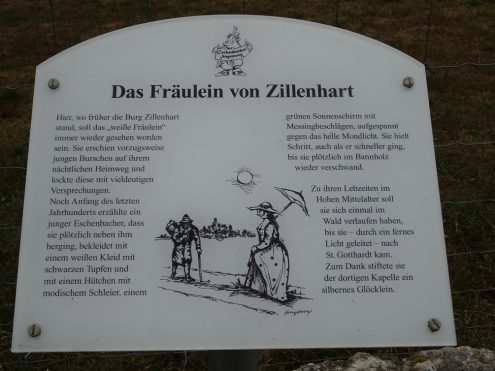 Das Fräulein von Zillenhart
Hier, wo früher die Burg Zillenhart
stand, soll das „weiße Fräulein"
immer wieder gesehen worden
sein. Sie erschien vorzugsweise
jungen Burschen auf ihrem
nächtlichen Heimweg und
lockte diese mit vieldeutigen
Versprechungen.
Noch Anfang des letzten
Jahrhunderts erzählte ein
junger Eschenbacher, dass
sie plötzlich neben ihm
herging, bekleidet mit
einem weißen Kleid mit
schwarzen Tupfen und
mit einem Hütchen mit
modischem Schleier, einem
grünen Sonnenschirm mit
Messingbeschlägen, aufgespannt
gegen das helle Mondlicht. Sie hielt
Schritt, auch als er schneller ging,
bis sie plötzlich im Bannholz
wieder verschwand.
Zu ihren Lebzeiten im
Hohen Mittelalter soll
sie sich einmal im
Wald verlaufen haben,
bis sie – durch ein fernes
Licht geleitet – nach
St. Gotthardt kam.
Zum Dank stiftete sie
der dortigen Kapelle ein
silbernes Glöcklein.